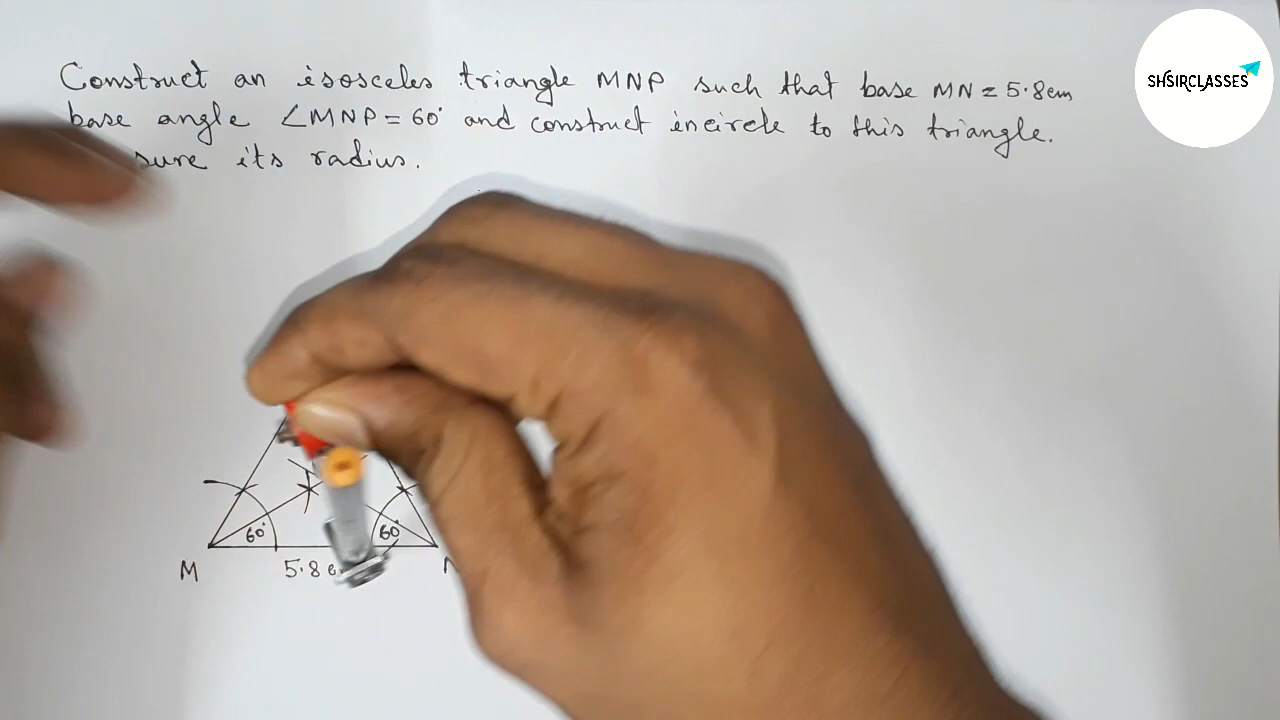 Construct an isosceles triangle MNP such that base MN = 5.8cm
base angle ∠MNP = 60° and construct incircle to this triangle.
its radius.
SHSIRCLASSES
60°
60°
M
5.8